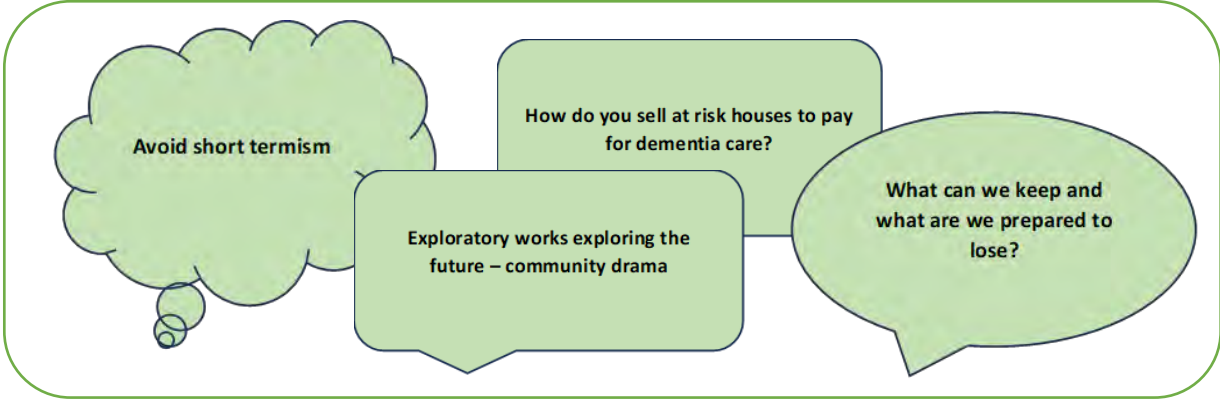 Avoid short termism
How do you sell at risk houses to pay
for dementia care?
Exploratory works exploring the
future – community drama
What can we keep and
what are we prepared to
lose?